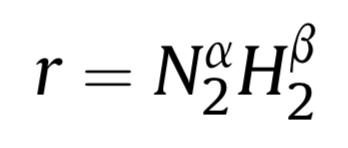 r = N₂^α H₂^β